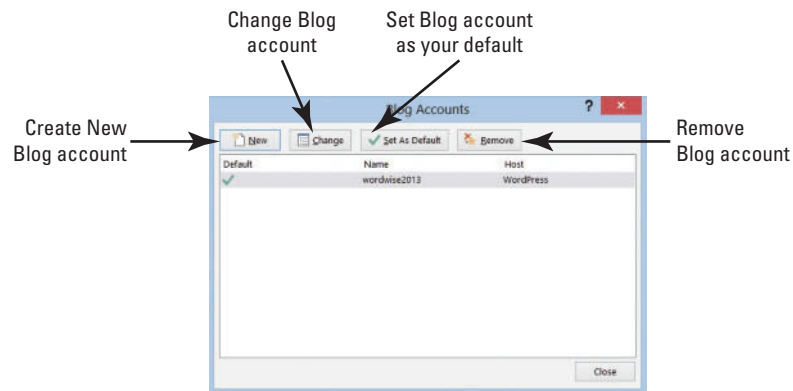 Change Blog
account
Set Blog account
as your default
Create New
Blog account
Remove
Blog account
Blog Accounts
?
New Change Set As Default Remove
Default Name Host
wordwise2013 WordPress
Close